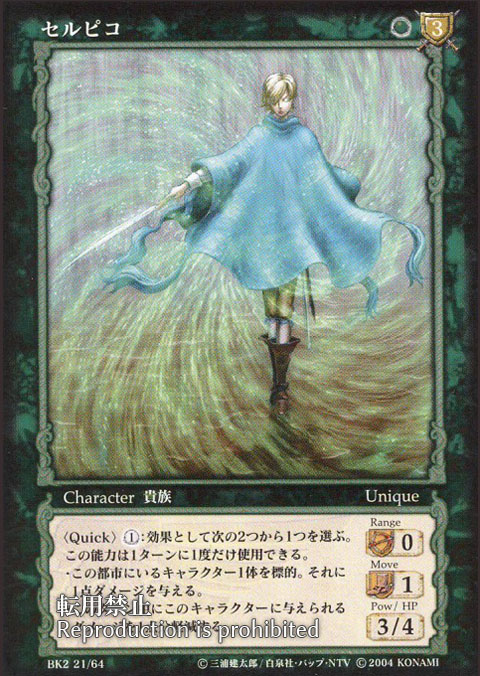 セルピコ
3
Character 貴族 Unique
〈Quick〉①:効果として次の2つから1つを選ぶ。
この能力は1ターンに1度だけ使用できる。
・この都市にいるキャラクター1体を標的。それに
1点ダメージを与える。
にこのキャラクターに与えられる
Range
0
Move
1
Pow/ HP
3/4
転用禁止
Reproduction is prohibited
BK2 21/64
©三浦建太郎/白泉社・バップ・NTV ©2004 KONAMI